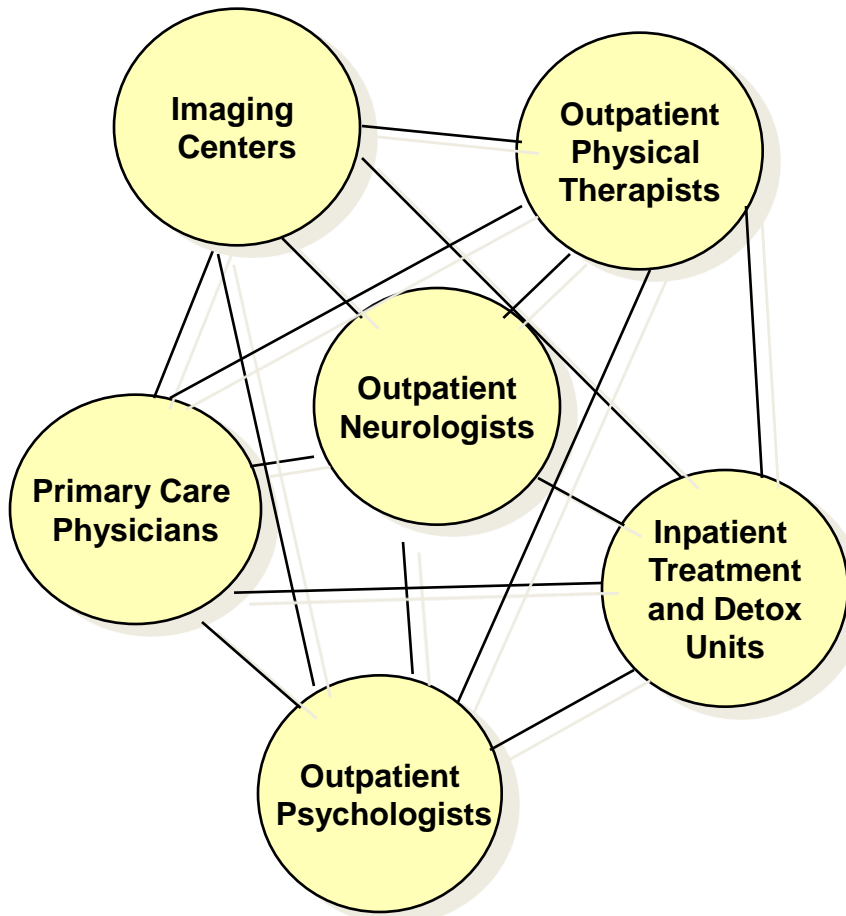 Imaging
Centers
Outpatient
Physical
Therapists
Outpatient
Neurologists
Primary Care
Physicians
Inpatient
Treatment
and Detox
Units
Outpatient
Psychologists